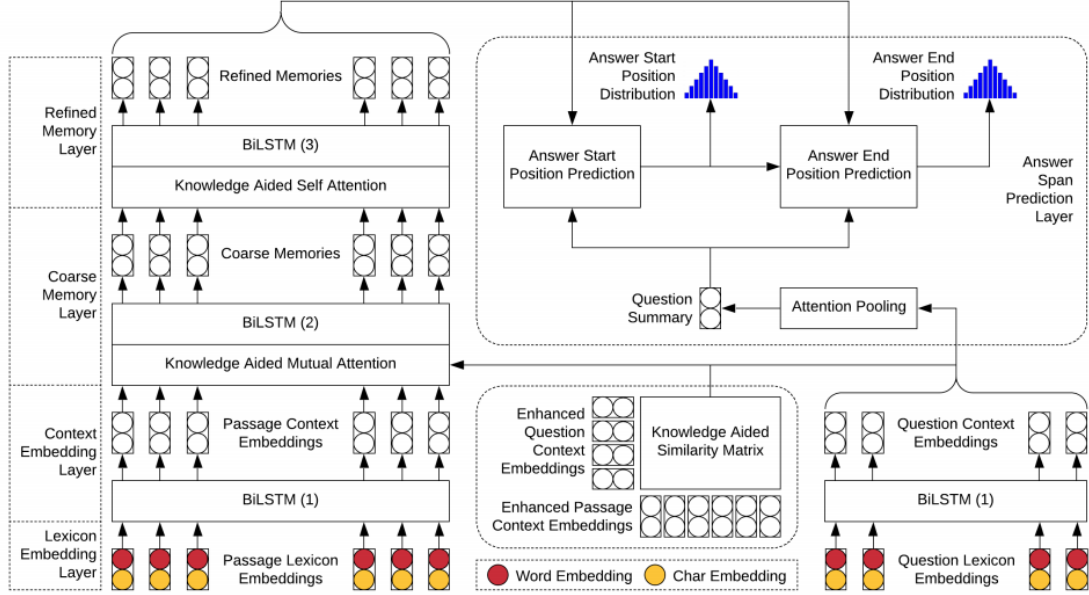 Refined Memories
Refined
Memory
Layer
BiLSTM (3)
Knowledge Aided Self Attention
Coarse Memories
Coarse
Memory
Layer
BiLSTM (2)
Knowledge Aided Mutual Attention
Context
Embedding
Layer
Passage Context
Embeddings
BiLSTM (1)
Lexicon
Embedding
Layer
Passage Lexicon
Embeddings
Answer Start
Position
Distribution
Answer End
Position
Distribution
Answer Start
Position Prediction
Answer End
Position Prediction
Answer
Span
Prediction
Layer
Question
Summary
Attention Pooling
Enhanced
Question
Context
Embeddings
Knowledge Aided
Similarity Matrix
Enhanced Passage
Context Embeddings
Word Embedding
Char Embedding
Question Context
Embeddings
BiLSTM (1)
Question Lexicon
Embeddings